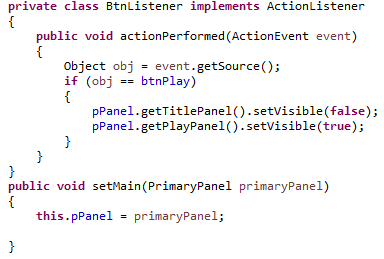 private class BtnListener implements ActionListener
{
    public void actionPerformed(ActionEvent event)
    {
        Object obj = event.getSource();
        if (obj == btnPlay)
        {
            pPanel.getTitlePanel().setVisible(false);
            pPanel.getPlayPanel().setVisible(true);
        }
    }
}
public void setMain(PrimaryPanel primaryPanel)
{
    this.pPanel = primaryPanel;

}